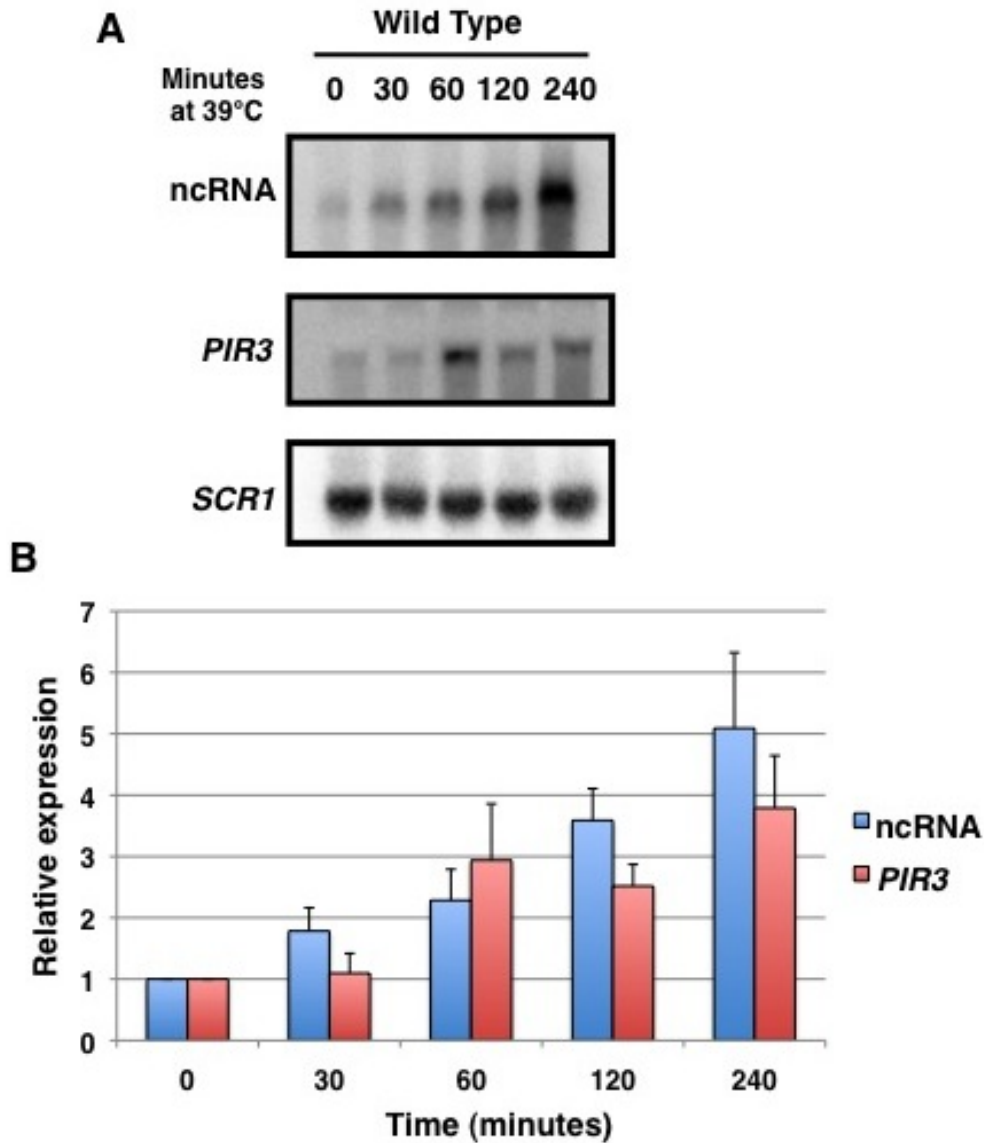 A
Wild Type
Minutes
at 39°C
0 30 60 120 240
ncRNA
PIR3
SCR1
B
7
6
5
4
3
2
1
0
Relative expression
0 30 60 120 240
Time (minutes)
ncRNA
PIR3